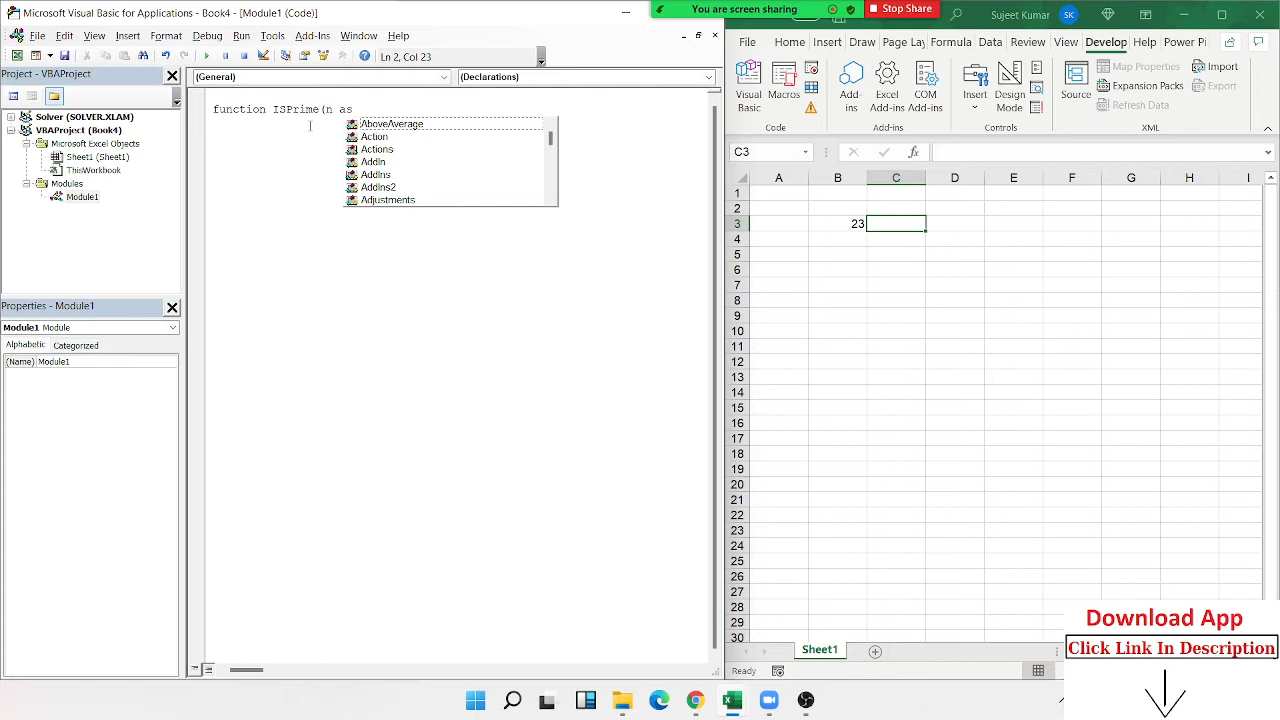 Microsoft Visual Basic for Applications - Book4 - [Module1 (Code)]
You are screen sharing
Stop Share
Sujeet Kumar
SK
File Edit View Insert Format Debug Run Tools Add-Ins Window Help
Ln 2, Col 23
File Home Insert Draw Page Lay Formula Data Review View Develop Help Power Pi
Project - VBAProject
(General)
(Declarations)
Solver (SOLVER.XLAM)
VBAProject (Book4)
Microsoft Excel Objects
Sheet1 (Sheet1)
ThisWorkbook
Modules
Module1
function ISPrime(n as
AboveAverage
Action
Actions
AddIn
AddIns
AddIns2
Adjustments
Visual Basic
Macros
Add-ins
Excel Add-ins
COM Add-ins
Insert
Design Mode
Source
Map Properties
Expansion Packs
Refresh Data
Import
Export
Code
Add-ins
Controls
XML
C3
fx
A B C D E F G H I
1
2
3 23
4
5
6
7
8
9
10
11
12
13
14
15
16
17
18
19
20
21
22
23
24
25
26
27
28
29
30
Properties - Module1
Module1 Module
Alphabetic Categorized
(Name) Module1
Sheet1
Ready
Download App
Click Link In Description